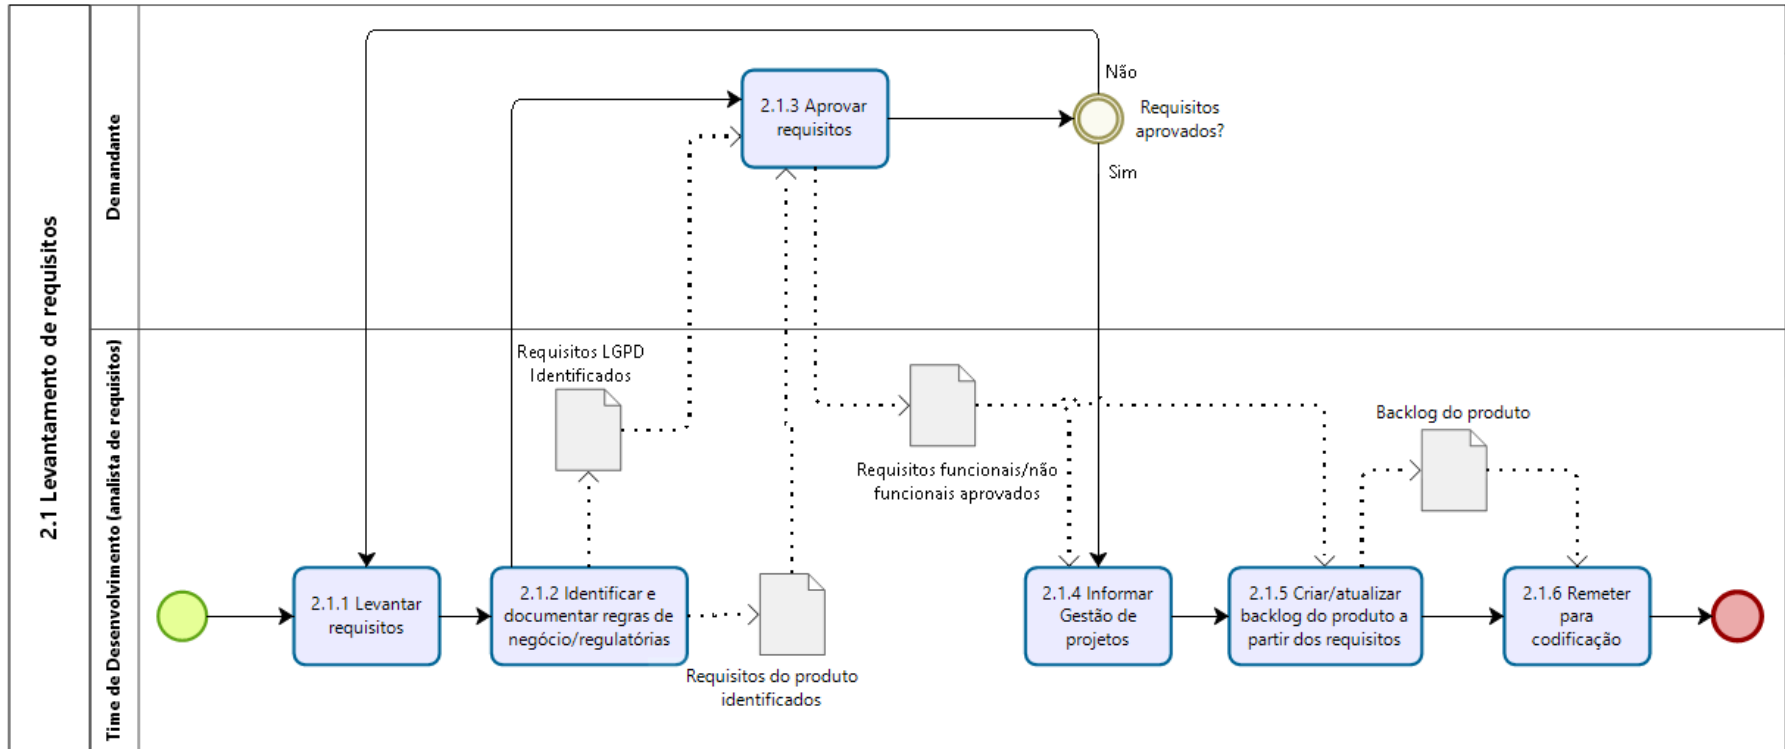 2.1 Levantamento de requisitos
Demandante
2.1.3 Aprovar
requisitos
Não
Requisitos
aprovados?
Sim
Time de Desenvolvimento (analista de requisitos)
Requisitos LGPD
Identificados
Requisitos funcionais/não
funcionais aprovados
Backlog do produto
2.1.1 Levantar
requisitos
2.1.2 Identificar e
documentar regras de
negócio/regulatórias
Requisitos do produto
identificados
2.1.4 Informar
Gestão de
projetos
2.1.5 Criar/atualizar
backlog do produto a
partir dos requisitos
2.1.6 Remeter
para
codificação